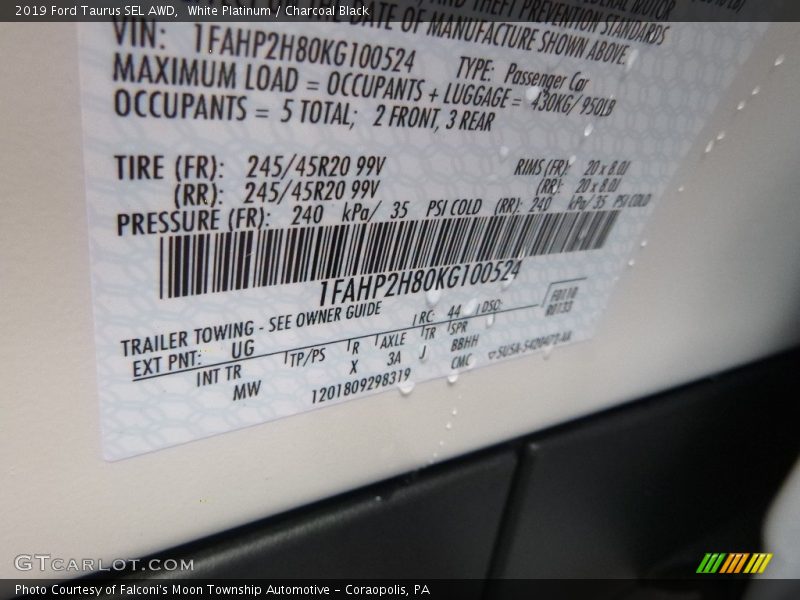 2019 Ford Taurus SEL AWD, White Platinum / Charcoal Black
THEFT PREVENTION STANDARDS
DATE OF MANUFACTURE SHOWN ABOVE.
VIN: 1FAHP2H80KG100524
TYPE: Passenger Car
MAXIMUM LOAD = OCCUPANTS + LUGGAGE = 430KG/ 950LB
OCCUPANTS = 5 TOTAL; 2 FRONT, 3 REAR
TIRE (FR): 245/45R20 99V RIMS (FR): 20 x 8.0J
(RR): 245/45R20 99V (RR): 20 x 8.0J
PRESSURE (FR): 240 kPa/ 35 PSI COLD (RR): 240 kPa/ 35 PSI COLD
1FAHP2H80KG100524
TRAILER TOWING - SEE OWNER GUIDE
RC: 44 DSO:
EXT PNT: UG
INT TR TP/PS R AXLE TR SPR
MW X 3A J BBHH
1201809298319 CMC
GTCARLOT.COM
Photo Courtesy of Falconi's Moon Township Automotive - Coraopolis, PA